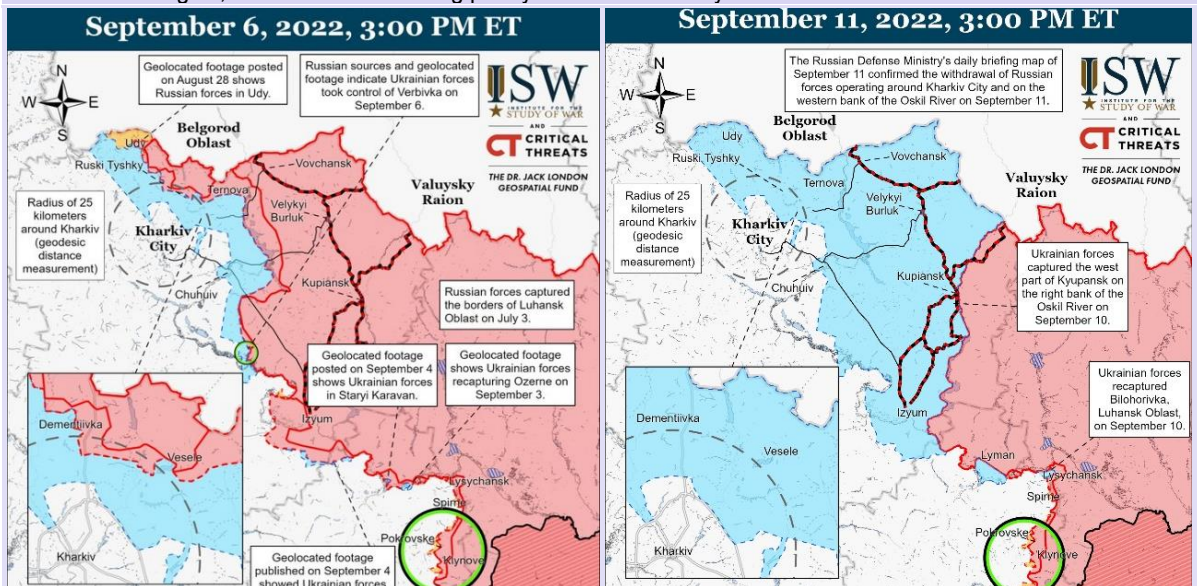 September 6, 2022, 3:00 PM ET
Geolocated footage posted
on August 28 shows
Russian forces in Udy.
Russian sources and geolocated
footage indicate Ukrainian forces
took control of Verbivka on
September 6.
N
W
E
S
ISW
INSTITUTE FOR THE
STUDY OF WAR
AND
CT CRITICAL
THREATS
THE DR. JACK LONDON
GEOSPATIAL FUND
Belgorod
Oblast
Udy
Ruski Tyshky
Ternova
Vovchansk
Valuysky
Raion
Velykyi
Burluk
Radius of 25
kilometers
around Kharkiv
(geodesic
distance
measurement)
Kharkiv
City
Chuhuiv
Kupiansk
Russian forces captured
the borders of Luhansk
Oblast on July 3.
Geolocated footage
posted on September 4
shows Ukrainian forces
in Staryi Karavan.
Geolocated footage
shows Ukrainian forces
recapturing Ozerne on
September 3.
Izyum
Dementiivka
Vesele
Kharkiv
Lysychansk
Spirne
Pokrovske
Klynove
Geolocated footage
published on September 4
showed Ukrainian forces
September 11, 2022, 3:00 PM ET
The Russian Defense Ministry's daily briefing map of
September 11 confirmed the withdrawal of Russian
forces operating around Kharkiv City and on the
western bank of the Oskil River on September 11.
N
W
E
S
ISW
INSTITUTE FOR THE
STUDY OF WAR
AND
CT CRITICAL
THREATS
THE DR. JACK LONDON
GEOSPATIAL FUND
Belgorod
Oblast
Udy
Ruski Tyshky
Ternova
Vovchansk
Valuysky
Raion
Velykyi
Burluk
Radius of 25
kilometers
around Kharkiv
(geodesic
distance
measurement)
Kharkiv
City
Chuhuiv
Kupiansk
Ukrainian forces
captured the west
part of Kyupansk on
the right bank of the
Oskil River on
September 10.
Ukrainian forces
recaptured
Bilohorivka,
Luhansk Oblast,
on September 10.
Izyum
Dementiivka
Vesele
Kharkiv
Lyman
Lysychansk
Spirne
Pokrovske
Klynove